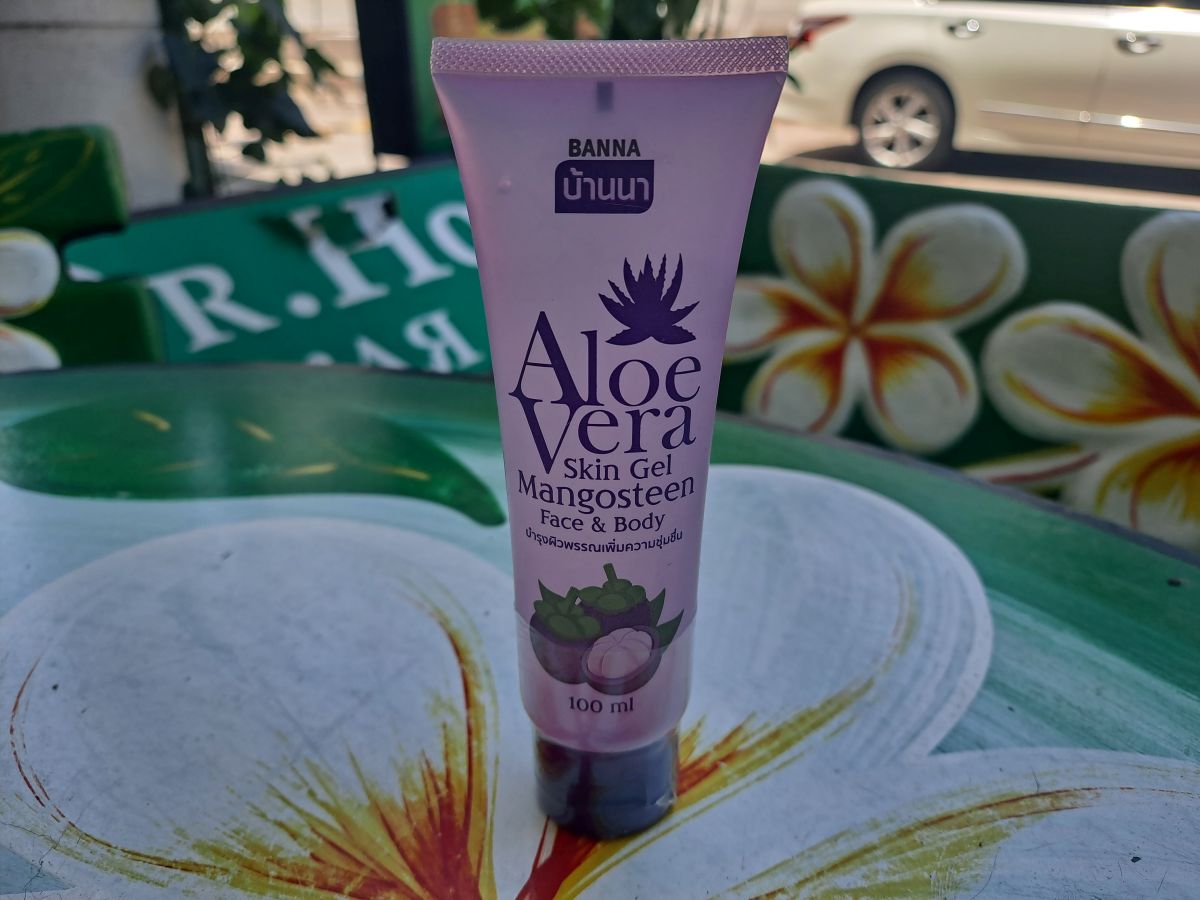 BANNA
บ้านนา
Aloe
Vera
Skin Gel
Mangosteen
Face & Body
บำรุงผิวพรรณเพิ่มความชุ่มชื่น
100 ml
R.Ho